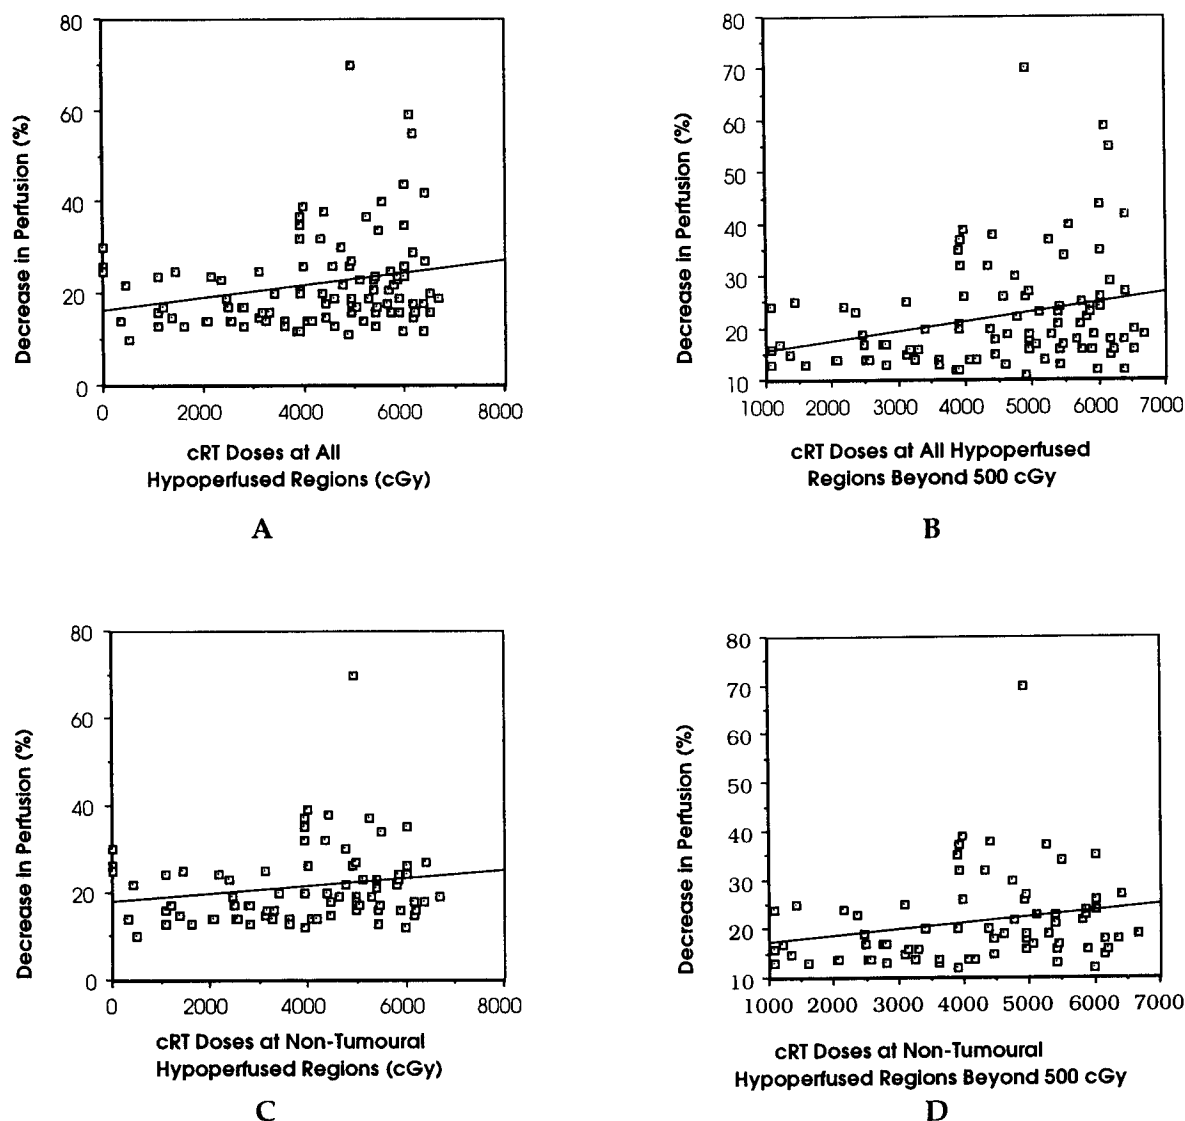 80
60
40
20
0
Decrease in Perfusion (%)
0 2000 4000 6000 8000
cRT Doses at All
Hypoperfused Regions (cGy)
A
80
70
60
50
40
30
20
10
Decrease in Perfusion (%)
1000 2000 3000 4000 5000 6000 7000
cRT Doses at All Hypoperfused
Regions Beyond 500 cGy
B
80
60
40
20
0
Decrease in Perfusion (%)
0 2000 4000 6000 8000
cRT Doses at Non-Tumoural
Hypoperfused Regions (cGy)
C
80
70
60
50
40
30
20
10
Decrease in Perfusion (%)
1000 2000 3000 4000 5000 6000 7000
cRT Doses at Non-Tumoural
Hypoperfused Regions Beyond 500 cGy
D